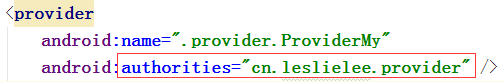 <provider
android:name=".provider.ProviderMy"
android:authorities="cn.leslielee.provider" />